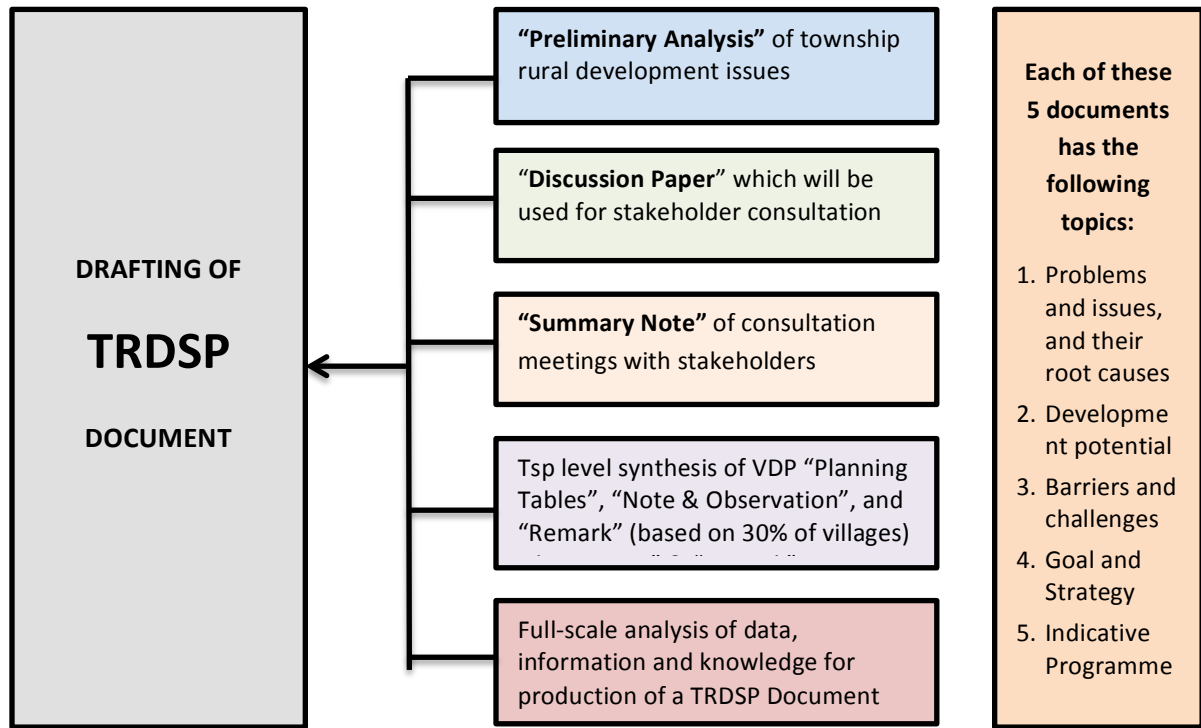 DRAFTING OF
TRDSP
DOCUMENT
“Preliminary Analysis” of township
rural development issues
“Discussion Paper” which will be
used for stakeholder consultation
“Summary Note” of consultation
meetings with stakeholders
Tsp level synthesis of VDP “Planning
Tables”, “Note & Observation”, and
“Remark” (based on 30% of villages)
Full-scale analysis of data,
information and knowledge for
production of a TRDSP Document
Each of these
5 documents
has the
following
topics:
1. Problems
and issues,
and their
root causes
2. Developme
nt potential
3. Barriers and
challenges
4. Goal and
Strategy
5. Indicative
Programme